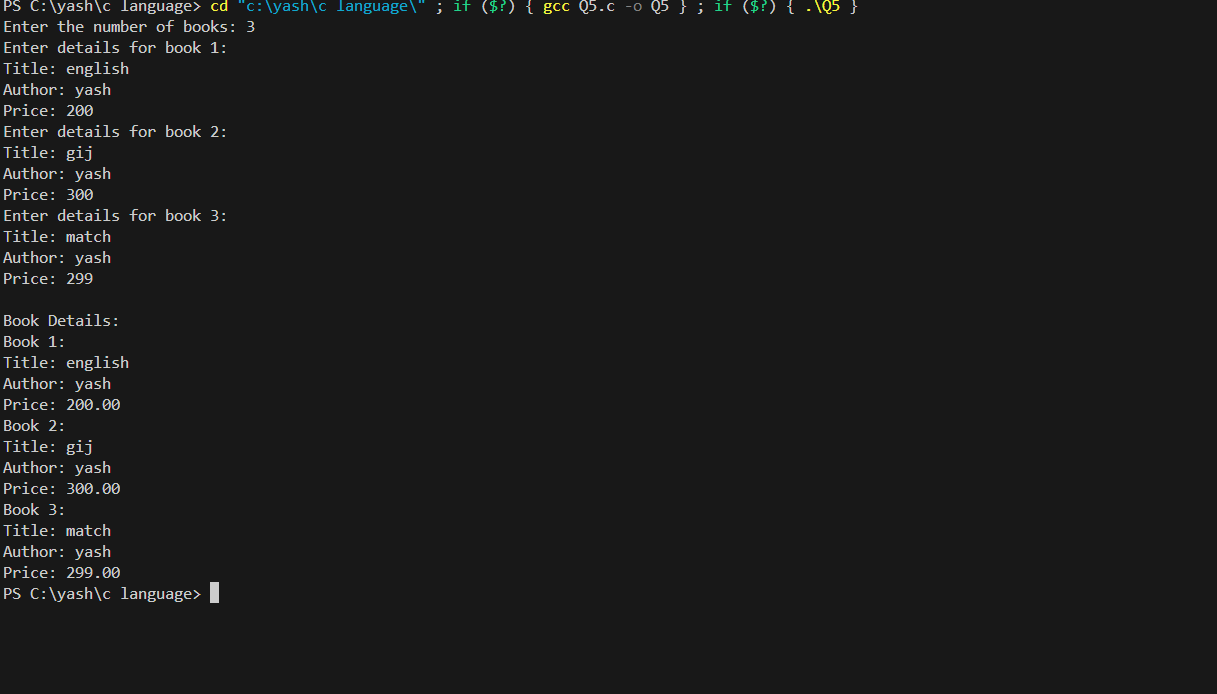 PS C:\yash\c language> cd "c:\yash\c language\" ; if ($?) { gcc Q5.c -o Q5 } ; if ($?) { .\Q5 }
Enter the number of books: 3
Enter details for book 1:
Title: english
Author: yash
Price: 200
Enter details for book 2:
Title: gij
Author: yash
Price: 300
Enter details for book 3:
Title: match
Author: yash
Price: 299
Book Details:
Book 1:
Title: english
Author: yash
Price: 200.00
Book 2:
Title: gij
Author: yash
Price: 300.00
Book 3:
Title: match
Author: yash
Price: 299.00
PS C:\yash\c language>